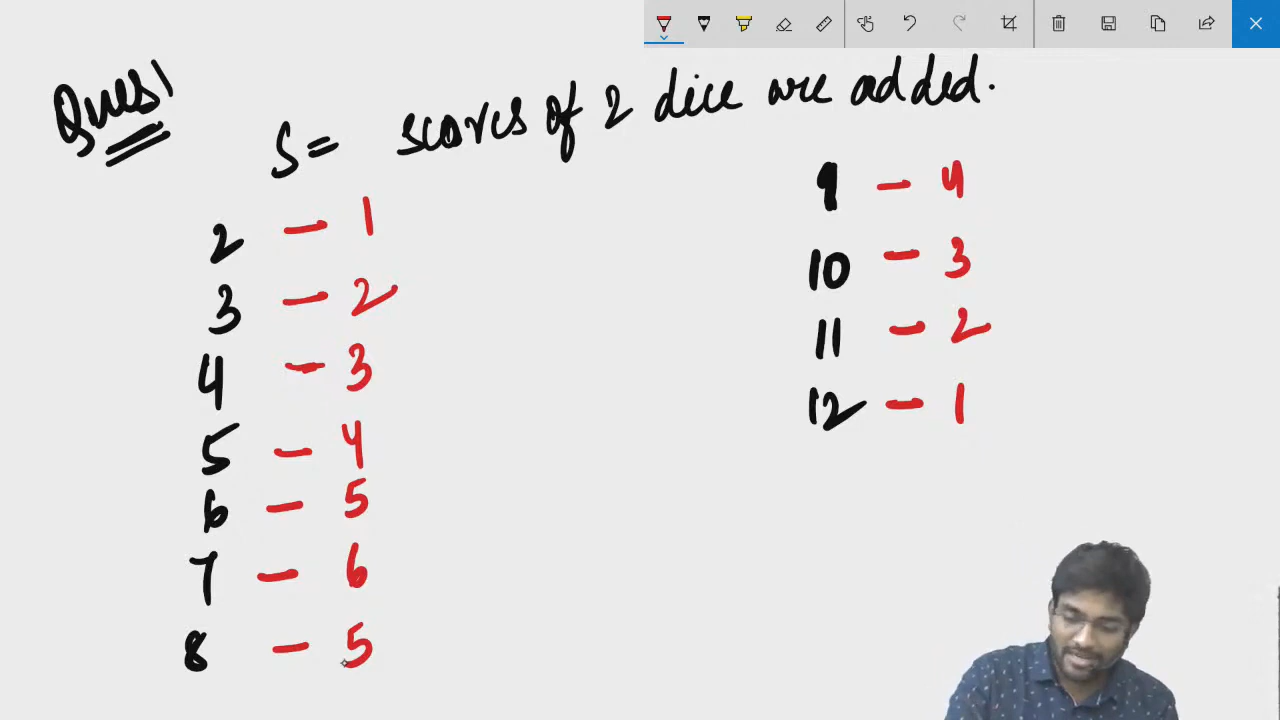 Ques1
S = scores of 2 dice are added.
2 - 1
3 - 2
4 - 3
5 - 4
6 - 5
7 - 6
8 - 5
9 - 4
10 - 3
11 - 2
12 - 1